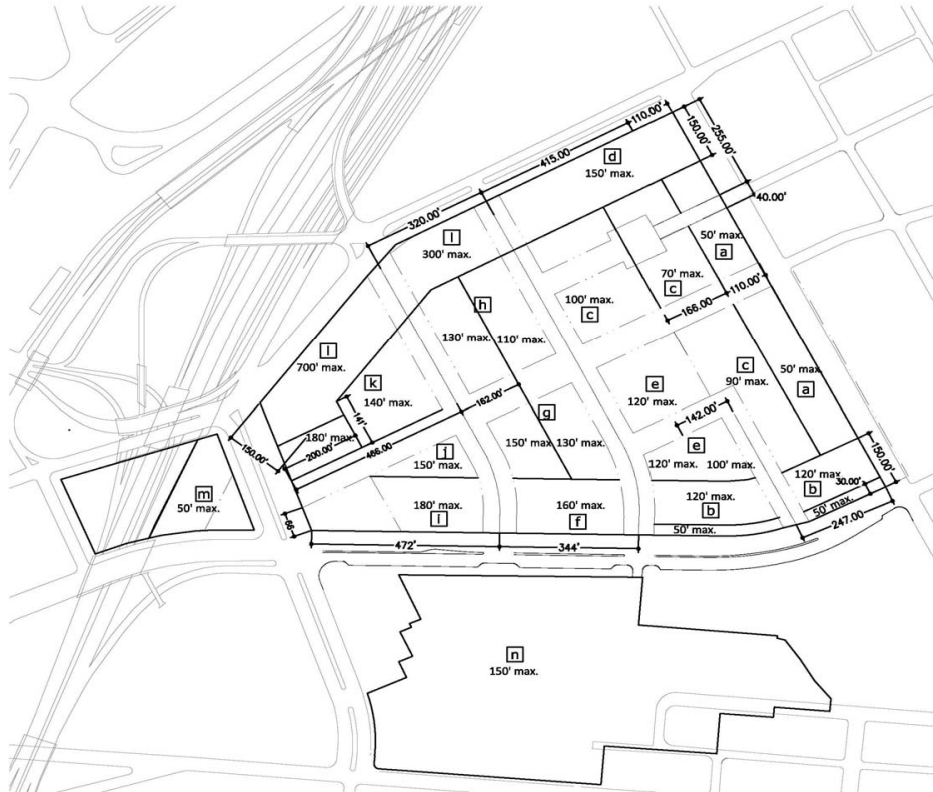 110.00'
150.00'
255.00'
415.00
d
150' max.
320.00'
40.00'
l
300' max.
50' max.
a
70' max.
c
h
100' max.
c
166.00
110.00'
130' max.
110' max.
l
700' max.
k
140' max.
c
90' max.
50' max.
a
e
120' max.
162.00'
141'
g
142.00'
180' max.
200.00'
466.00
150' max.
130' max.
e
120' max.
100' max.
150.00'
j
150' max.
150.00'
120' max.
b
30.00'
m
50' max.
180' max.
i
160' max.
f
120' max.
b
50' max.
50' max.
247.00
66'
472'
344'
n
150' max.